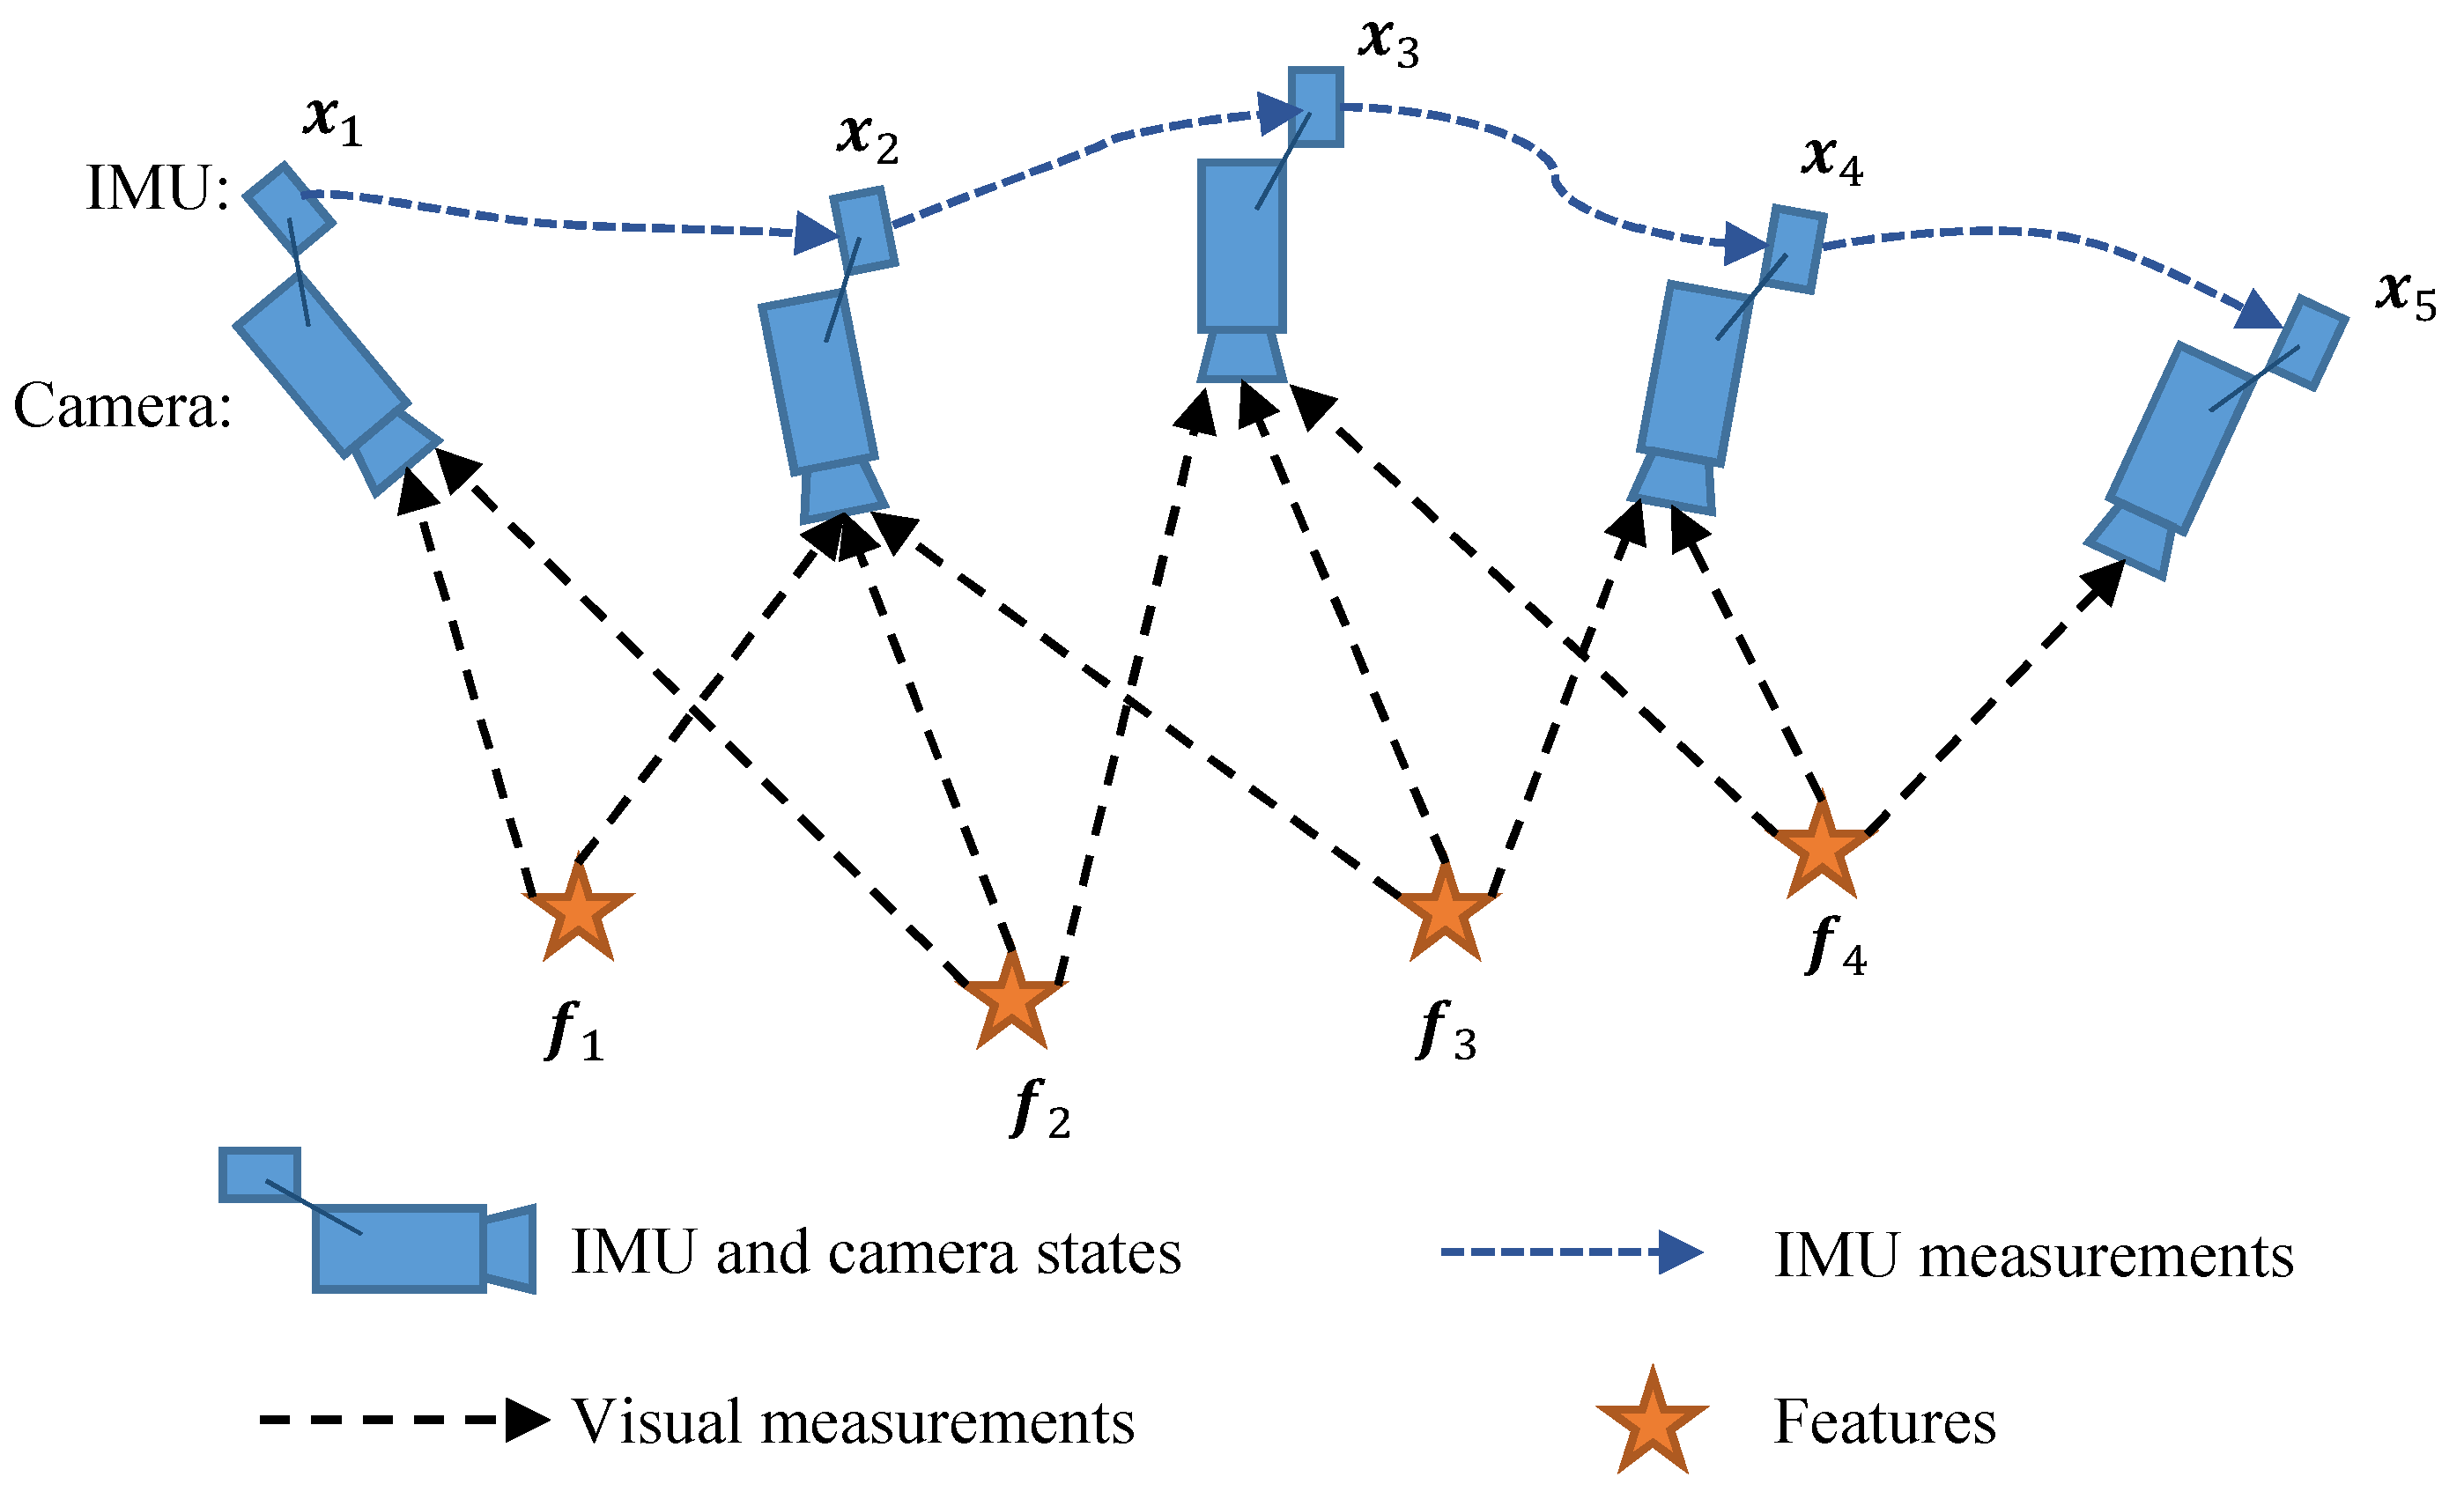 x₁
x₂
x₃
x₄
x₅
IMU:
Camera:
f₁
f₂
f₃
f₄
IMU and camera states
IMU measurements
Visual measurements
Features